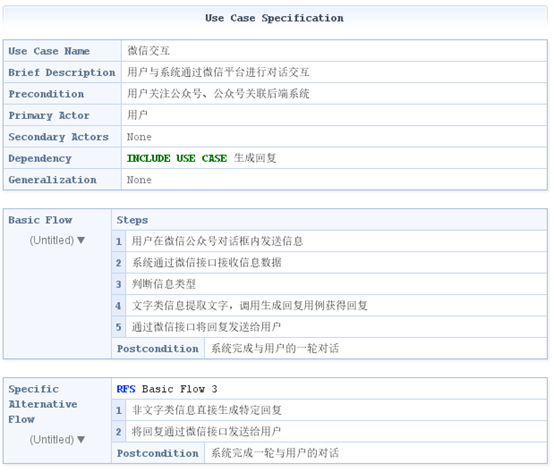 Use Case Specification
Use Case Name 微信交互
Brief Description 用户与系统通过微信平台进行对话交互
Precondition 用户关注公众号、公众号关联后端系统
Primary Actor 用户
Secondary Actors None
Dependency INCLUDE USE CASE 生成回复
Generalization None
Basic Flow Steps
(Untitled) ▼
1 用户在微信公众号对话框内发送信息
2 系统通过微信接口接收信息数据
3 判断信息类型
4 文字类信息提取文字，调用生成回复用例获得回复
5 通过微信接口将回复发送给用户
Postcondition 系统完成与用户的一轮对话
Specific Alternative Flow
(Untitled) ▼
RFS Basic Flow 3
1 非文字类信息直接生成特定回复
2 将回复通过微信接口发送给用户
Postcondition 系统完成一轮与用户的对话